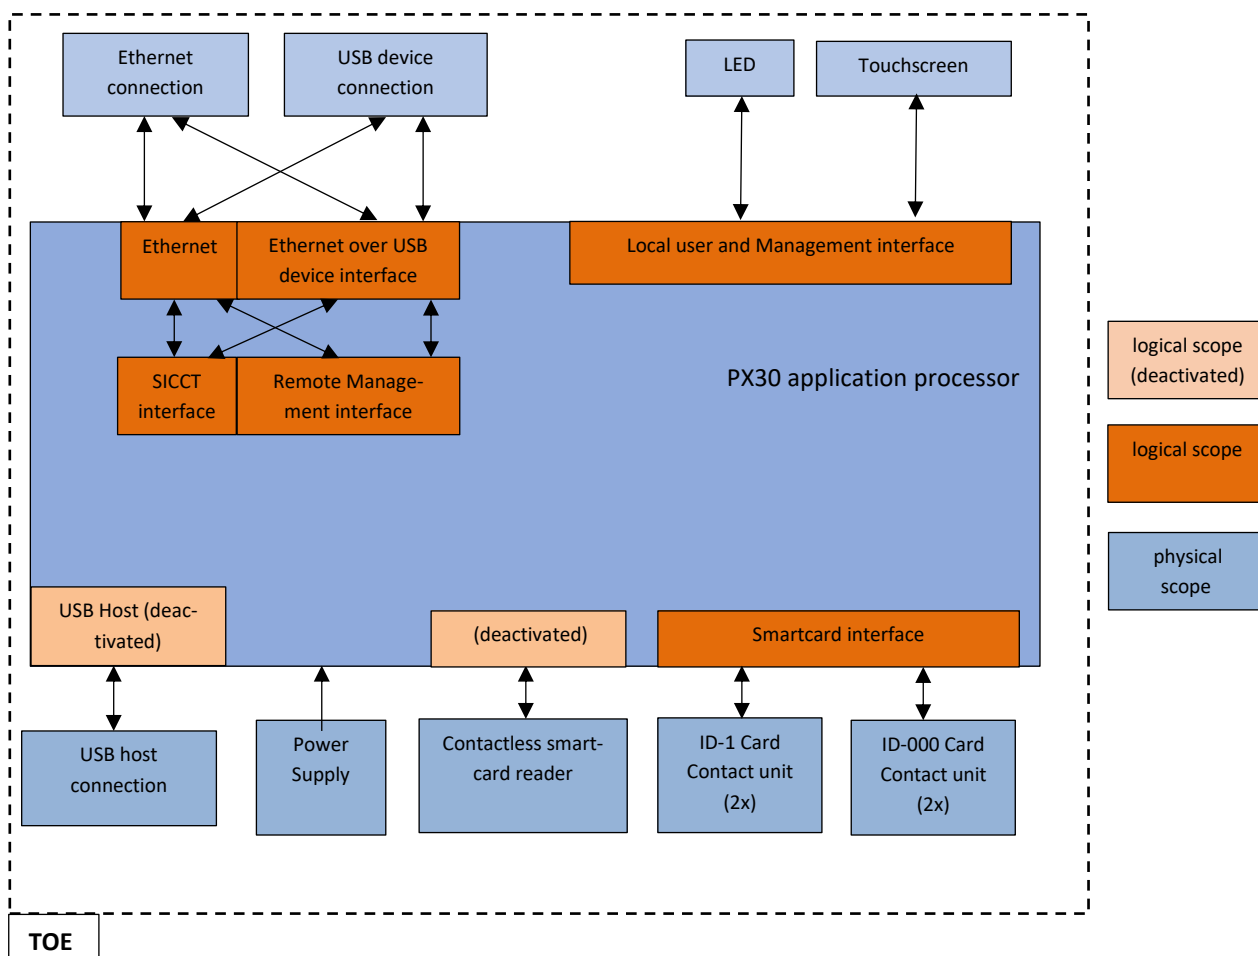 Ethernet
connection
USB device
connection
LED
Touchscreen
Ethernet
Ethernet over USB
device interface
Local user and Management interface
SICCT
interface
Remote Manage-
ment interface
PX30 application processor
logical scope
(deactivated)
logical scope
physical
scope
USB Host (deac-
tivated)
(deactivated)
Smartcard interface
USB host
connection
Power
Supply
Contactless smart-
card reader
ID-1 Card
Contact unit
(2x)
ID-000 Card
Contact unit
(2x)
TOE